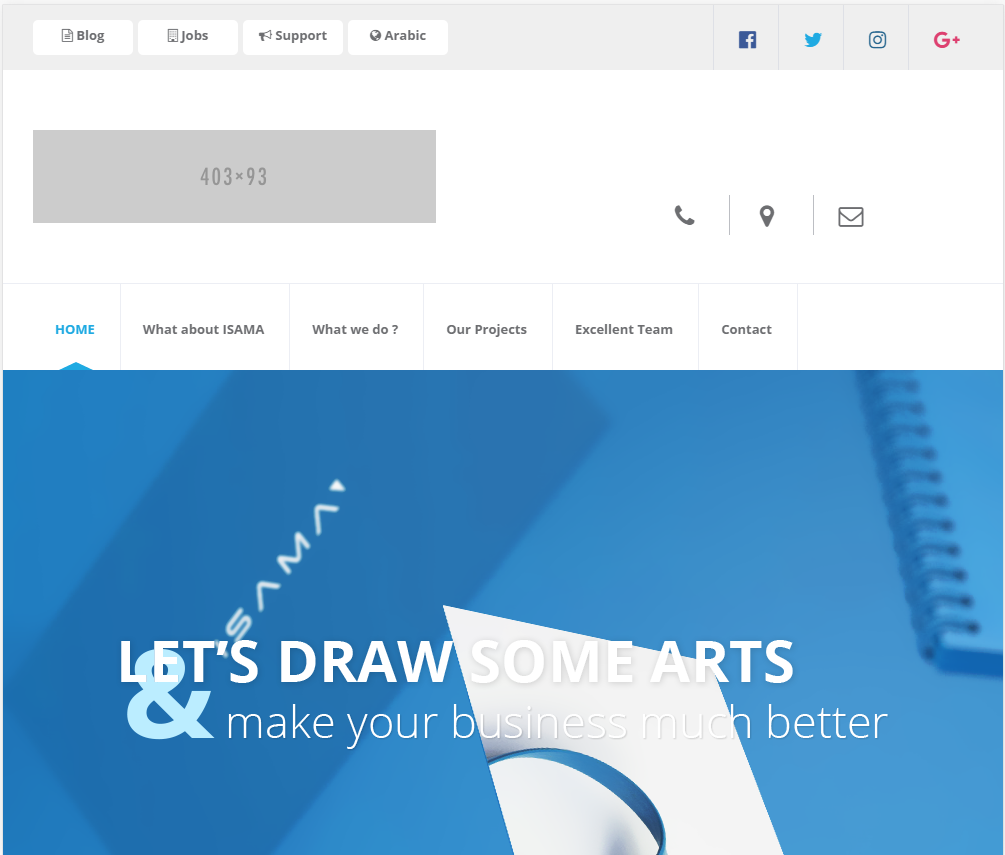 Blog
Jobs
Support
Arabic
403×93
HOME
What about ISAMA
What we do ?
Our Projects
Excellent Team
Contact
ISAMA
LET'S DRAW SOME ARTS
& make your business much better